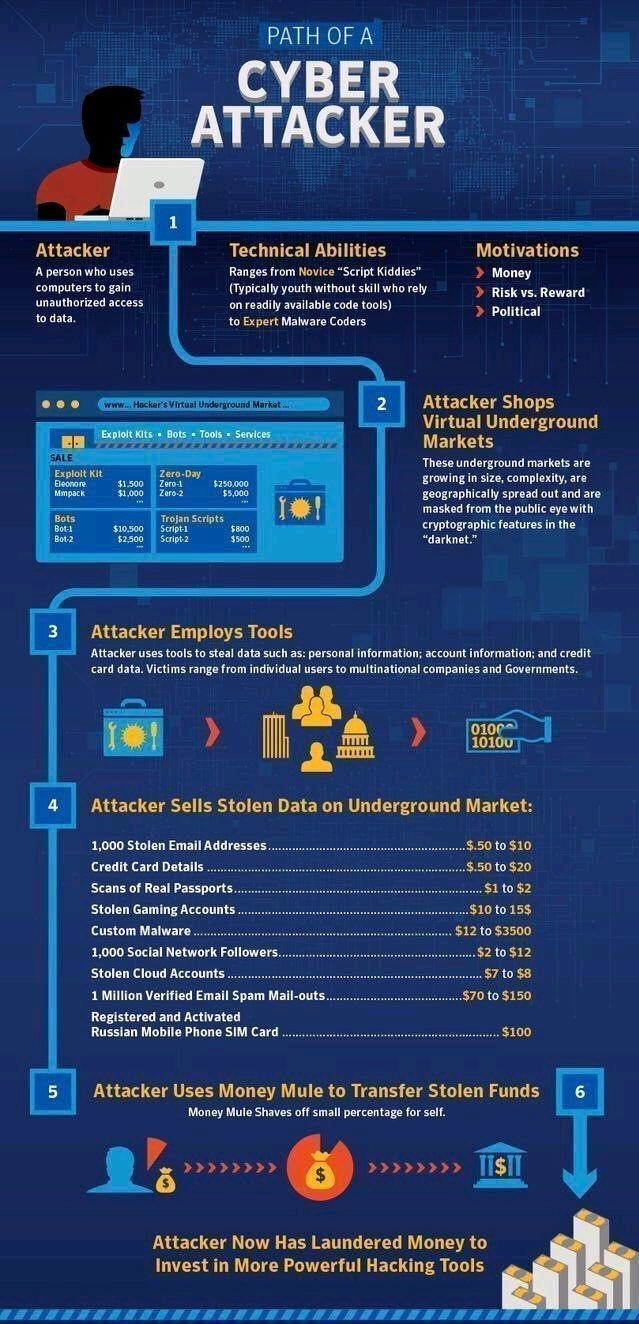 PATH OF A
CYBER
ATTACKER
1
Attacker
A person who uses
computers to gain
unauthorized access
to data.
Technical Abilities
Ranges from Novice “Script Kiddies”
(Typically youth without skill who rely
on readily available code tools)
to Expert Malware Coders
Motivations
Money
Risk vs. Reward
Political
www... Hacker's Virtual Underground Market ...
Exploit Kits • Bots • Tools • Services
SALE
Exploit Kit
Eleonore $1,500
Mmpack $1,000
...
Zero-Day
Zero-1 $250,000
Zero-2 $5,000
...
Bots
Bot-1 $10,500
Bot-2 $2,500
...
Trojan Scripts
Script-1 $800
Script-2 $500
...
2
Attacker Shops
Virtual Underground
Markets
These underground markets are
growing in size, complexity, are
geographically spread out and are
masked from the public eye with
cryptographic features in the
“darknet.”
3
Attacker Employs Tools
Attacker uses tools to steal data such as: personal information; account information; and credit
card data. Victims range from individual users to multinational companies and Governments.
0100
10100
4
Attacker Sells Stolen Data on Underground Market:
1,000 Stolen Email Addresses $.50 to $10
Credit Card Details $.50 to $20
Scans of Real Passports $1 to $2
Stolen Gaming Accounts $10 to 15$
Custom Malware $12 to $3500
1,000 Social Network Followers $2 to $12
Stolen Cloud Accounts $7 to $8
1 Million Verified Email Spam Mail-outs $70 to $150
Registered and Activated
Russian Mobile Phone SIM Card $100
5
Attacker Uses Money Mule to Transfer Stolen Funds
Money Mule Shaves off small percentage for self.
6
$
$
$
Attacker Now Has Laundered Money to
Invest in More Powerful Hacking Tools